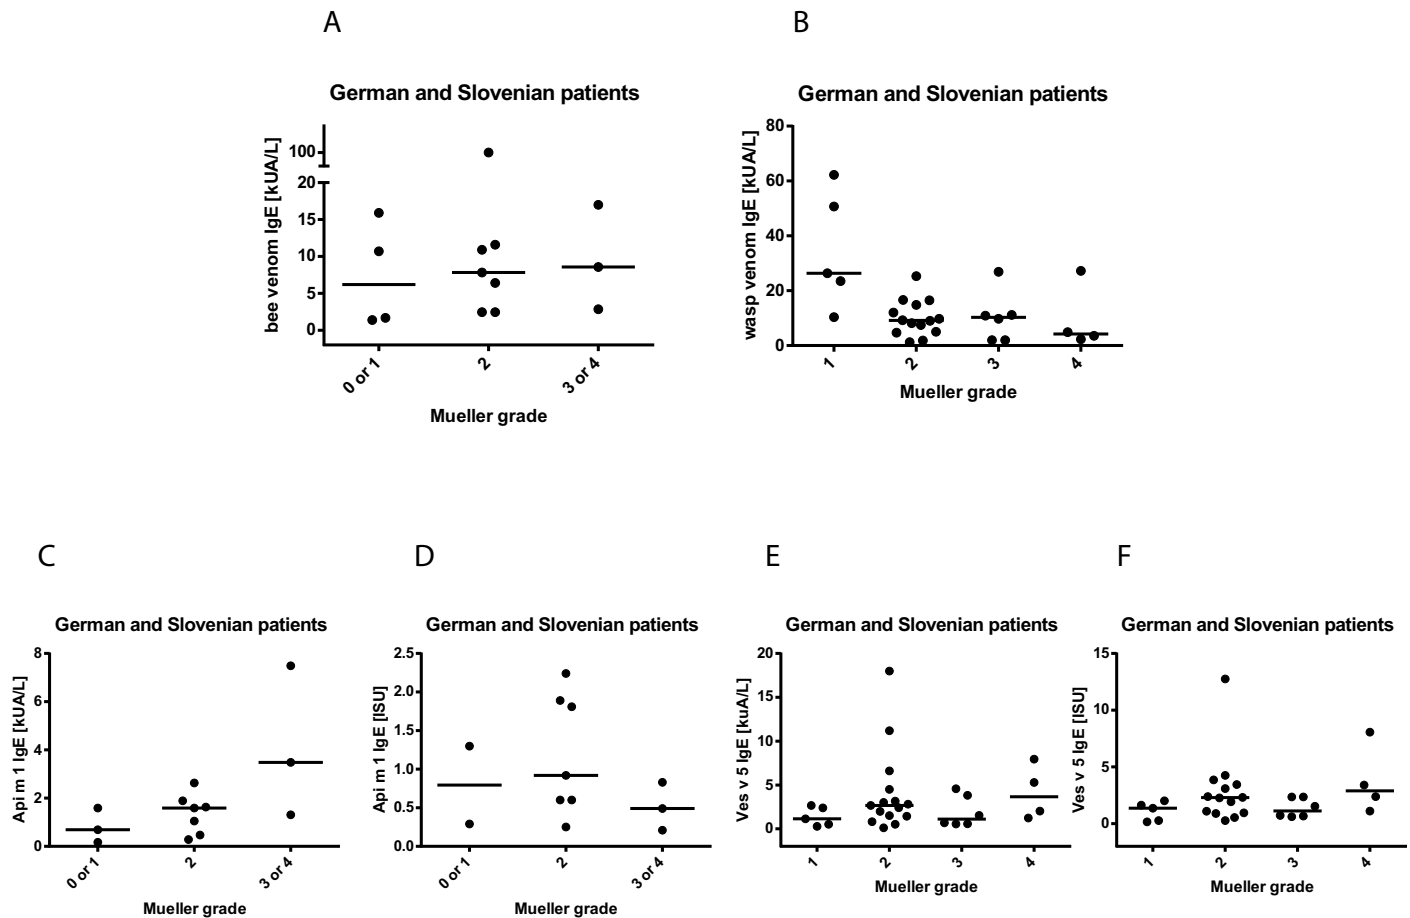 A
B
German and Slovenian patients
bee venom IgE [kUA/L]
100
20
15
10
5
0
0 or 1
2
3 or 4
Mueller grade
German and Slovenian patients
wasp venom IgE [kUA/L]
80
60
40
20
0
1
2
3
4
Mueller grade
C
D
E
F
German and Slovenian patients
Api m 1 IgE [kUA/L]
8
6
4
2
0
0 or 1
2
3 or 4
Mueller grade
German and Slovenian patients
Api m 1 IgE [ISU]
2.5
2.0
1.5
1.0
0.5
0.0
0 or 1
2
3 or 4
Mueller grade
German and Slovenian patients
Ves v 5 IgE [kuA/L]
20
15
10
5
0
1
2
3
4
Mueller grade
German and Slovenian patients
Ves v 5 IgE [ISU]
15
10
5
0
1
2
3
4
Mueller grade